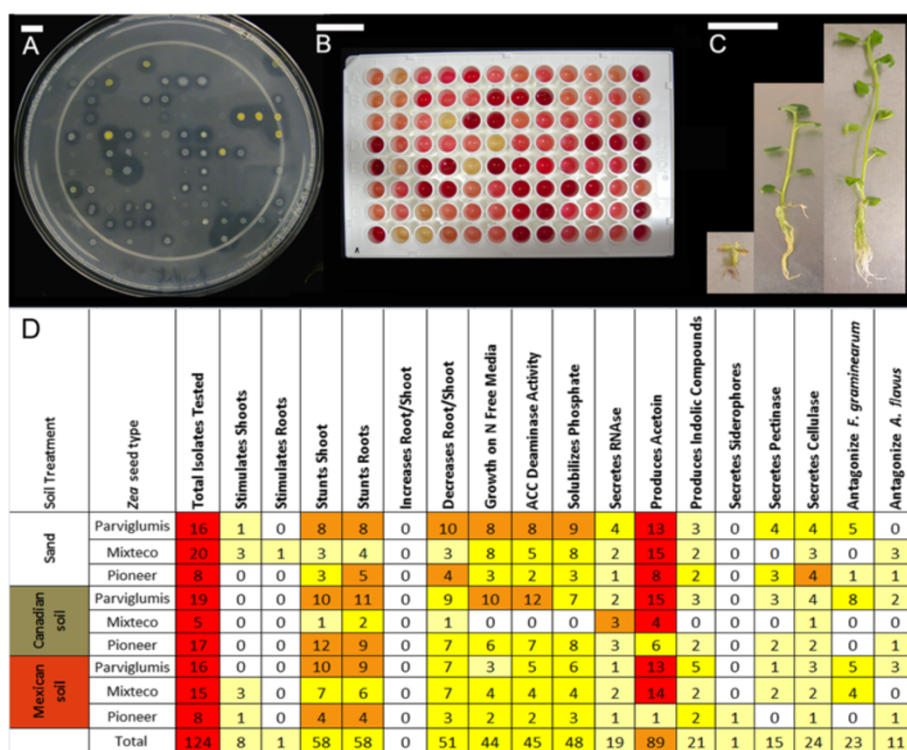 A B C
D
Soil Treatment Zea seed type Total Isolates Tested Stimulates Shoots Stimulates Roots Stunts Shoot Stunts Roots Increases Root/Shoot Decreases Root/Shoot Growth on N Free Media ACC Deaminase Activity Solubilizes Phosphate Secretes RNAse Produces Acetoin Produces Indolic Compounds Secretes Siderophores Secretes Pectinase Secretes Cellulase Antagonize F. graminearum Antagonize A. flavus
Sand
Parviglumis 16 1 0 8 8 0 10 8 8 9 4 13 3 0 4 4 5 0
Mixteco 20 3 1 3 4 0 3 8 5 8 2 15 2 0 0 3 0 3
Pioneer 8 0 0 3 5 0 4 3 2 3 1 8 2 0 3 4 1 1
Canadian soil
Parviglumis 19 0 0 10 11 0 9 10 12 7 2 15 3 0 3 4 8 2
Mixteco 5 0 0 1 2 0 1 0 0 0 3 4 0 0 0 1 0 0
Pioneer 17 0 0 12 9 0 7 6 7 8 3 6 2 0 2 2 0 1
Mexican soil
Parviglumis 16 0 0 10 9 0 7 3 5 6 2 13 5 0 1 3 5 3
Mixteco 15 3 0 7 6 0 7 4 4 4 2 14 2 0 2 2 4 0
Pioneer 8 1 0 4 4 0 3 2 2 3 1 1 2 1 0 1 0 1
Total 124 8 1 58 58 0 51 44 45 48 19 89 21 1 15 24 23 11